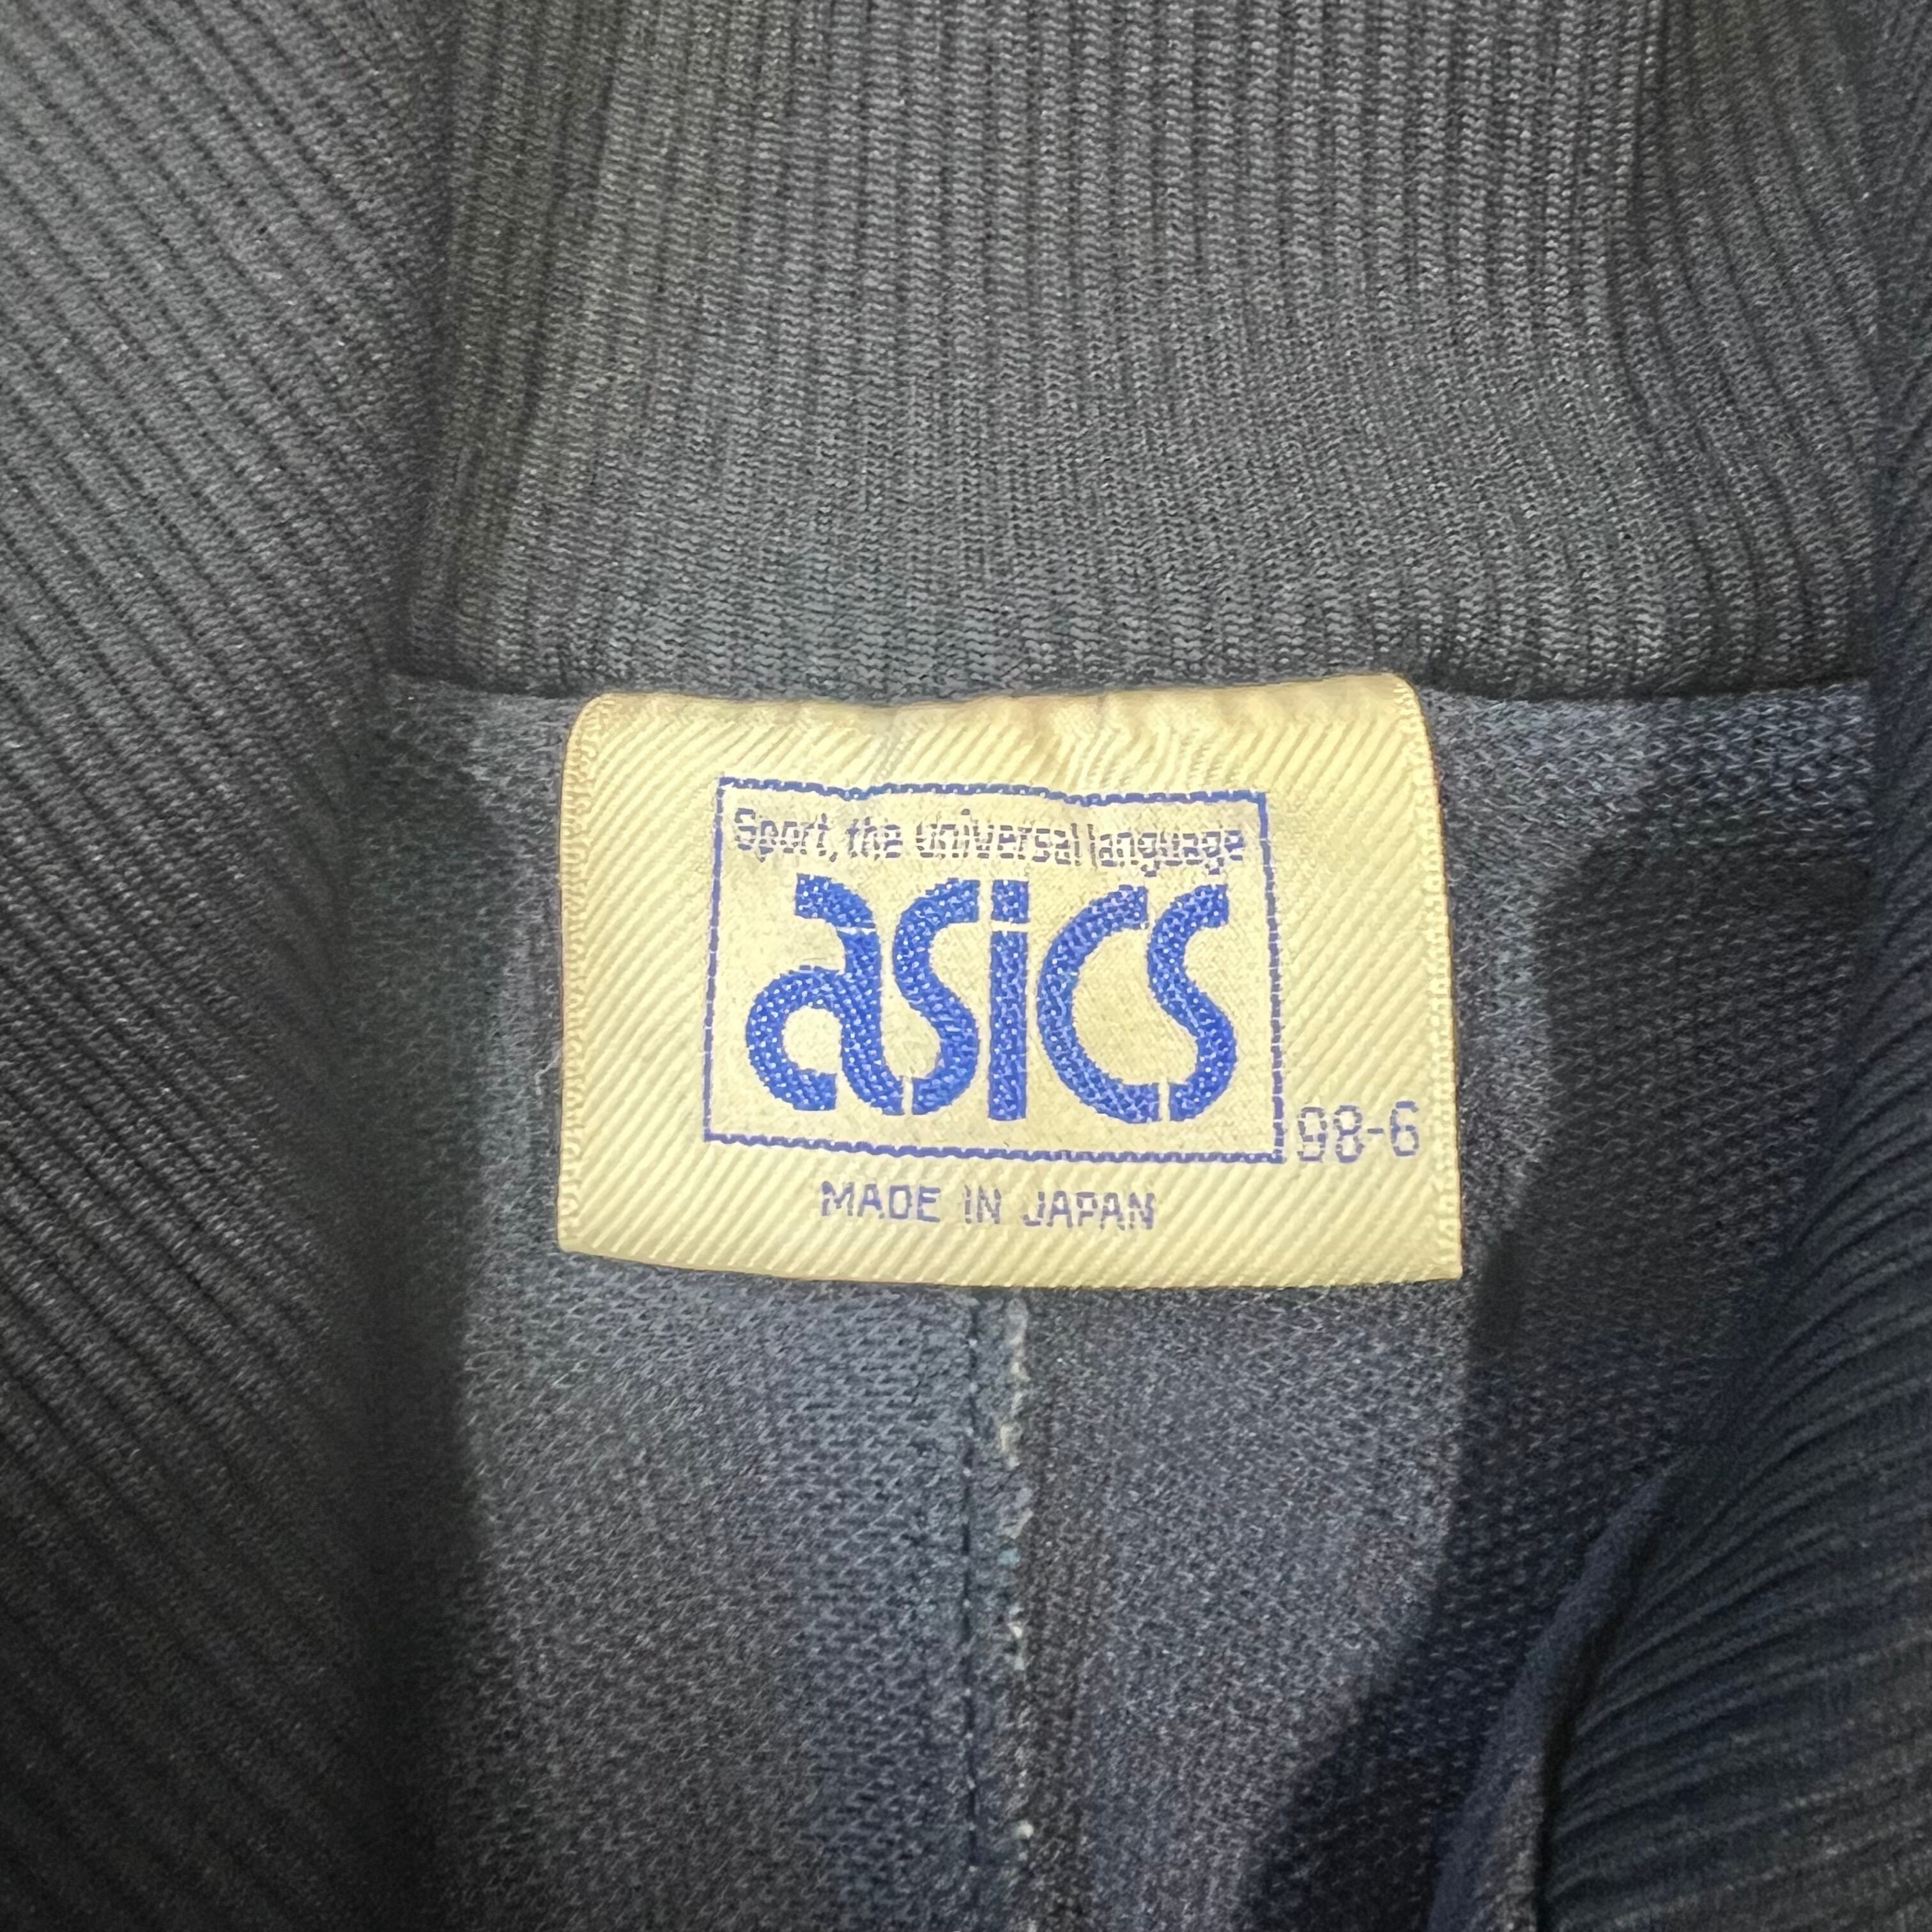 Sport, the universal language
asics
98-6
MADE IN JAPAN